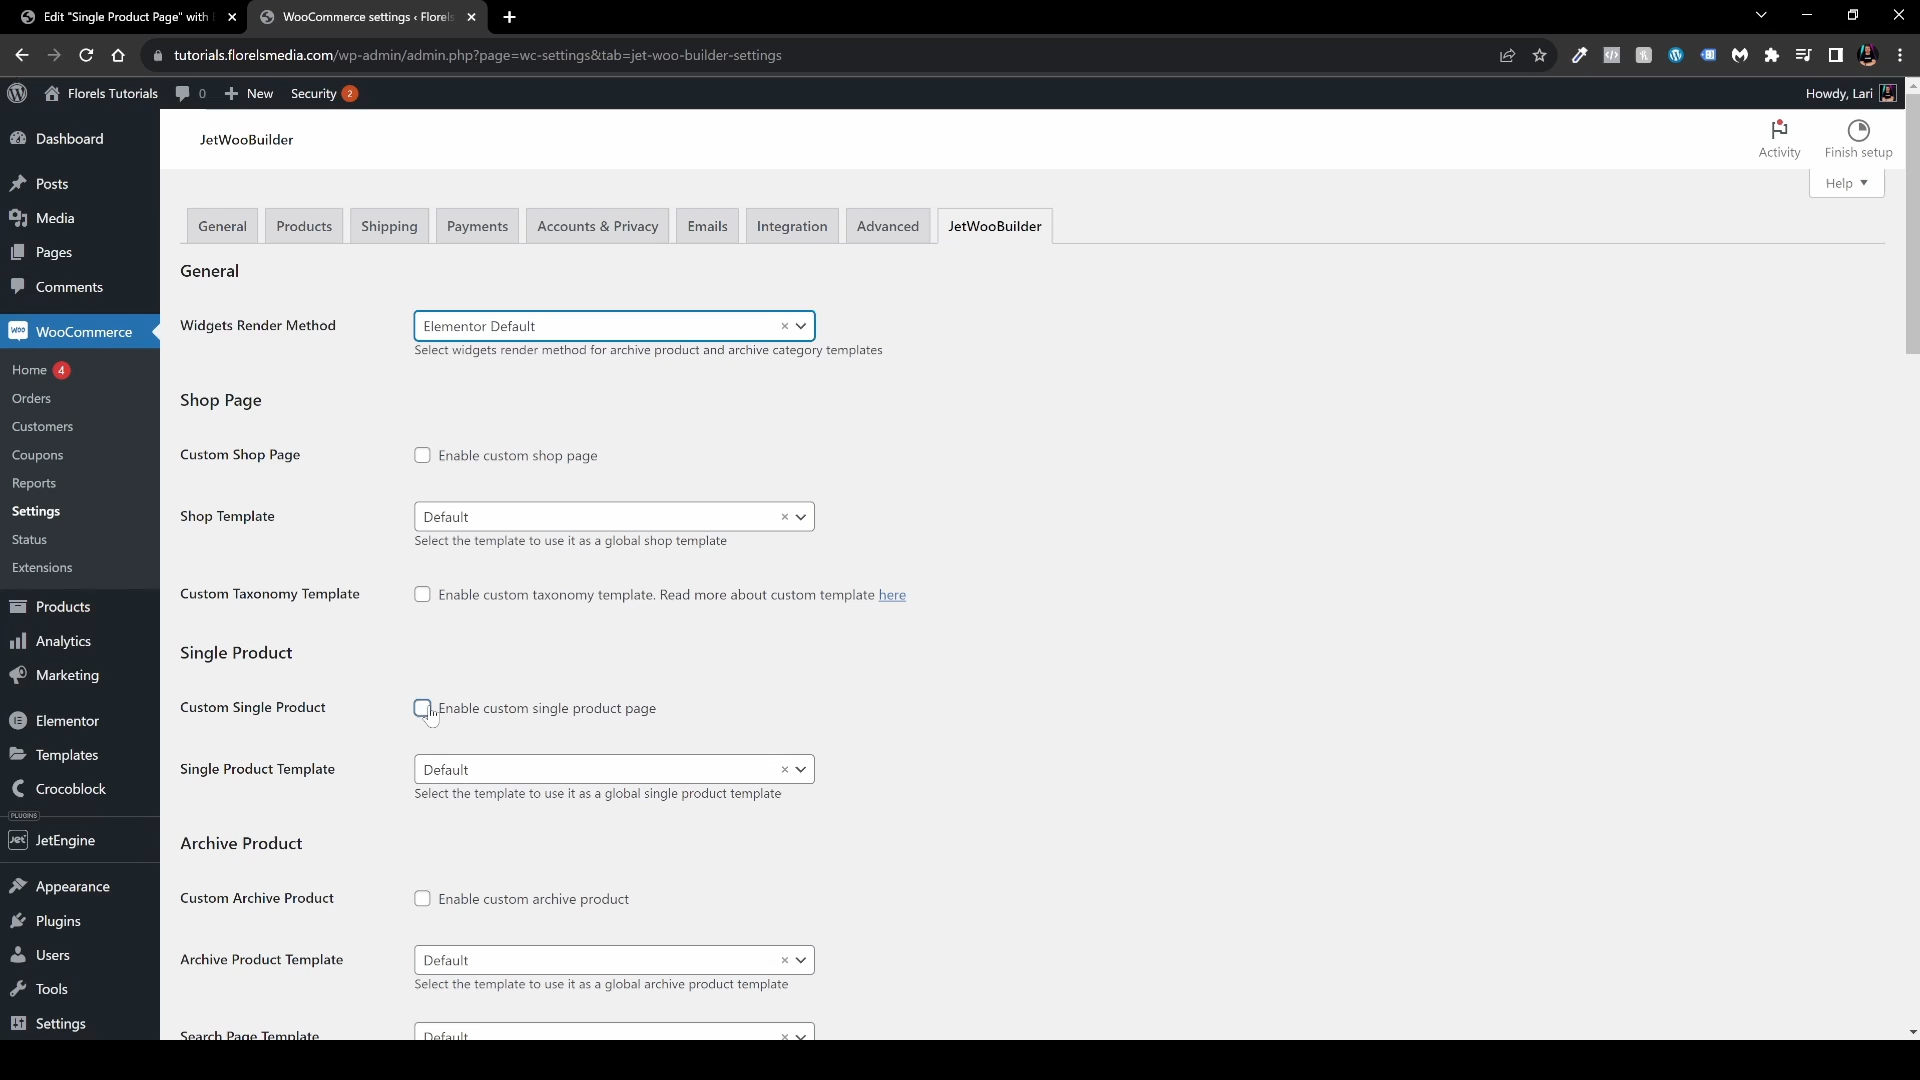 Edit "Single Product Page" with
WooCommerce settings ‹ Florels
tutorials.florelsmedia.com/wp-admin/admin.php?page=wc-settings&tab=jet-woo-builder-settings
Florels Tutorials
0
New
Security 2
Howdy, Lari
Dashboard
Posts
Media
Pages
Comments
WooCommerce
Home 4
Orders
Customers
Coupons
Reports
Settings
Status
Extensions
Products
Analytics
Marketing
Elementor
Templates
Crocoblock
PLUGINS
JetEngine
Appearance
Plugins
Users
Tools
Settings
JetWooBuilder
Activity
Finish setup
Help
General
Products
Shipping
Payments
Accounts & Privacy
Emails
Integration
Advanced
JetWooBuilder
General
Widgets Render Method
Elementor Default
Select widgets render method for archive product and archive category templates
Shop Page
Custom Shop Page
Enable custom shop page
Shop Template
Default
Select the template to use it as a global shop template
Custom Taxonomy Template
Enable custom taxonomy template. Read more about custom template here
Single Product
Custom Single Product
Enable custom single product page
Single Product Template
Default
Select the template to use it as a global single product template
Archive Product
Custom Archive Product
Enable custom archive product
Archive Product Template
Default
Select the template to use it as a global archive product template
Search Page Template
Default